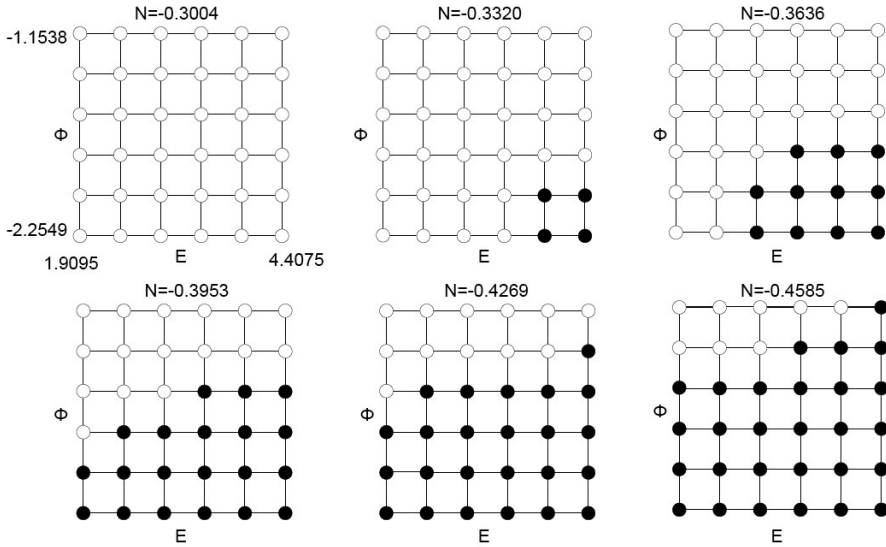 N=-0.3004 N=-0.3320 N=-0.3636
-1.1538
Φ Φ Φ
-2.2549
E E E
1.9095 4.4075
N=-0.3953 N=-0.4269 N=-0.4585
Φ Φ Φ
E E E